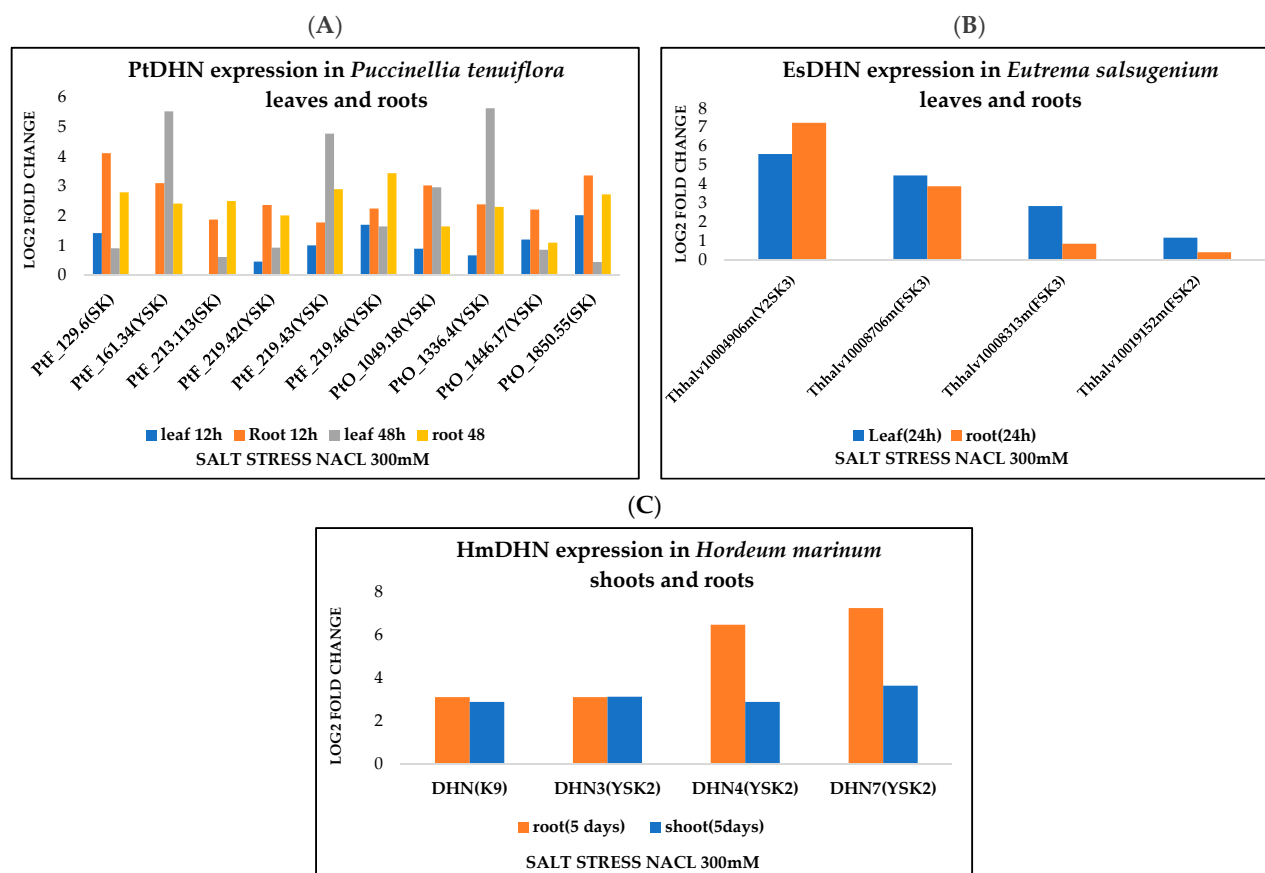 (A)
PtDHN expression in Puccinellia tenuiflora
leaves and roots
LOG2 FOLD CHANGE
6
5
4
3
2
1
0
PtF_129.6(SK)
PtF_161.34(YSK)
PtF_213.113(SK)
PtF_219.42(YSK)
PtF_219.43(YSK)
PtF_219.46(YSK)
PtO_1049.18(YSK)
PtO_1336.4(YSK)
PtO_1446.17(YSK)
PtO_1850.55(SK)
leaf 12h Root 12h leaf 48h root 48
SALT STRESS NACL 300mM
(B)
EsDHN expression in Eutrema salsugenium
leaves and roots
LOG2 FOLD CHANGE
8
7
6
5
4
3
2
1
0
Thhalv10004906m(Y2SK3)
Thhalv10008706m(FSK3)
Thhalv10008313m(FSK3)
Thhalv10019152m(FSK2)
Leaf(24h) root(24h)
SALT STRESS NACL 300mM
(C)
HmDHN expression in Hordeum marinum
shoots and roots
LOG2 FOLD CHANGE
8
6
4
2
0
DHN(K9) DHN3(YSK2) DHN4(YSK2) DHN7(YSK2)
root(5 days) shoot(5days)
SALT STRESS NACL 300mM